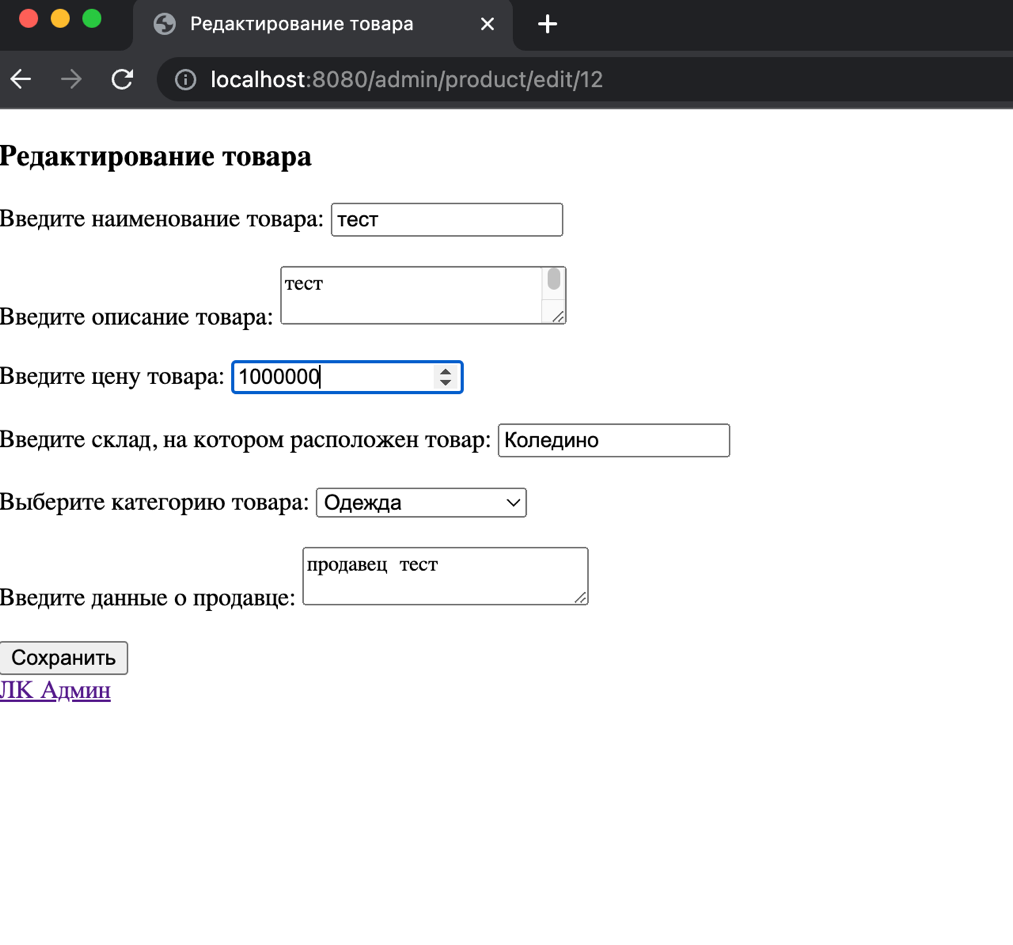 Редактирование товара
localhost:8080/admin/product/edit/12
Редактирование товара
Введите наименование товара: тест
Введите описание товара: тест
Введите цену товара: 1000000
Введите склад, на котором расположен товар: Коледино
Выберите категорию товара: Одежда
Введите данные о продавце: продавец тест
Сохранить
ЛК Админ